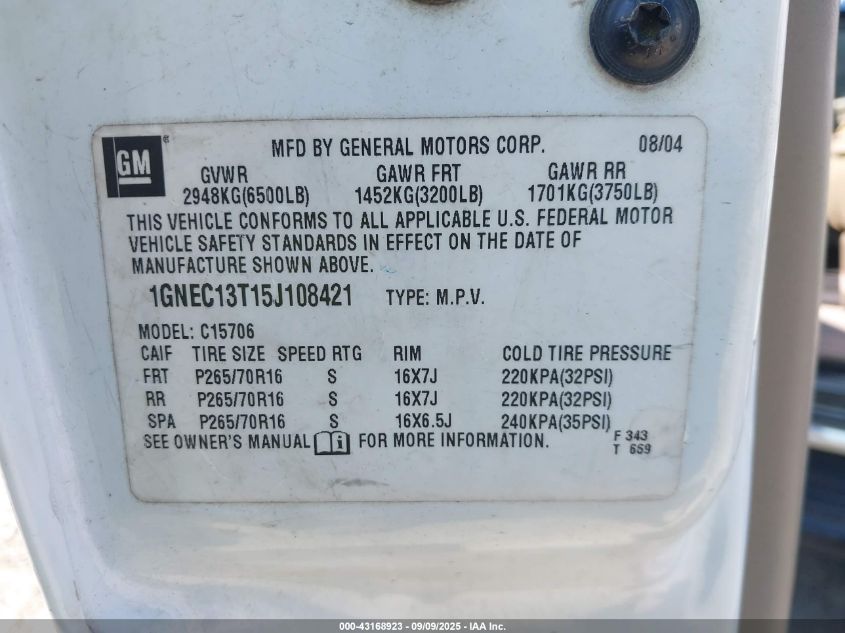 GM ®
MFD BY GENERAL MOTORS CORP. 08/04
GVWR GAWR FRT GAWR RR
2948KG(6500LB) 1452KG(3200LB) 1701KG(3750LB)
THIS VEHICLE CONFORMS TO ALL APPLICABLE U.S. FEDERAL MOTOR
VEHICLE SAFETY STANDARDS IN EFFECT ON THE DATE OF
MANUFACTURE SHOWN ABOVE.
1GNEC13T15J108421 TYPE: M.P.V.
MODEL: C15706
CAIF TIRE SIZE SPEED RTG RIM COLD TIRE PRESSURE
FRT P265/70R16 S 16X7J 220KPA(32PSI)
RR P265/70R16 S 16X7J 220KPA(32PSI)
SPA P265/70R16 S 16X6.5J 240KPA(35PSI)
SEE OWNER'S MANUAL FOR MORE INFORMATION.
F 343
T 659
000-43168923 - 09/09/2025 - IAA Inc.